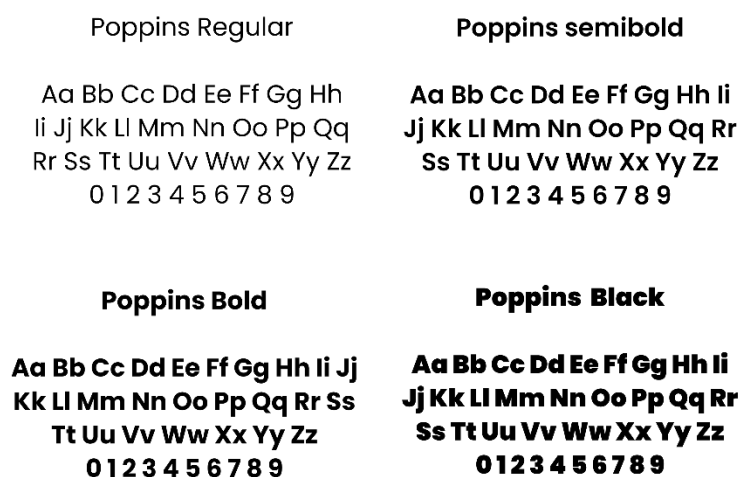 Poppins Regular
Aa Bb Cc Dd Ee Ff Gg Hh
Ii Jj Kk Ll Mm Nn Oo Pp Qq
Rr Ss Tt Uu Vv Ww Xx Yy Zz
0 1 2 3 4 5 6 7 8 9
Poppins semibold
Aa Bb Cc Dd Ee Ff Gg Hh Ii
Jj Kk Ll Mm Nn Oo Pp Qq Rr
Ss Tt Uu Vv Ww Xx Yy Zz
0 1 2 3 4 5 6 7 8 9
Poppins Bold
Aa Bb Cc Dd Ee Ff Gg Hh Ii Jj
Kk Ll Mm Nn Oo Pp Qq Rr Ss
Tt Uu Vv Ww Xx Yy Zz
0 1 2 3 4 5 6 7 8 9
Poppins Black
Aa Bb Cc Dd Ee Ff Gg Hh Ii
Jj Kk Ll Mm Nn Oo Pp Qq Rr
Ss Tt Uu Vv Ww Xx Yy Zz
0 1 2 3 4 5 6 7 8 9